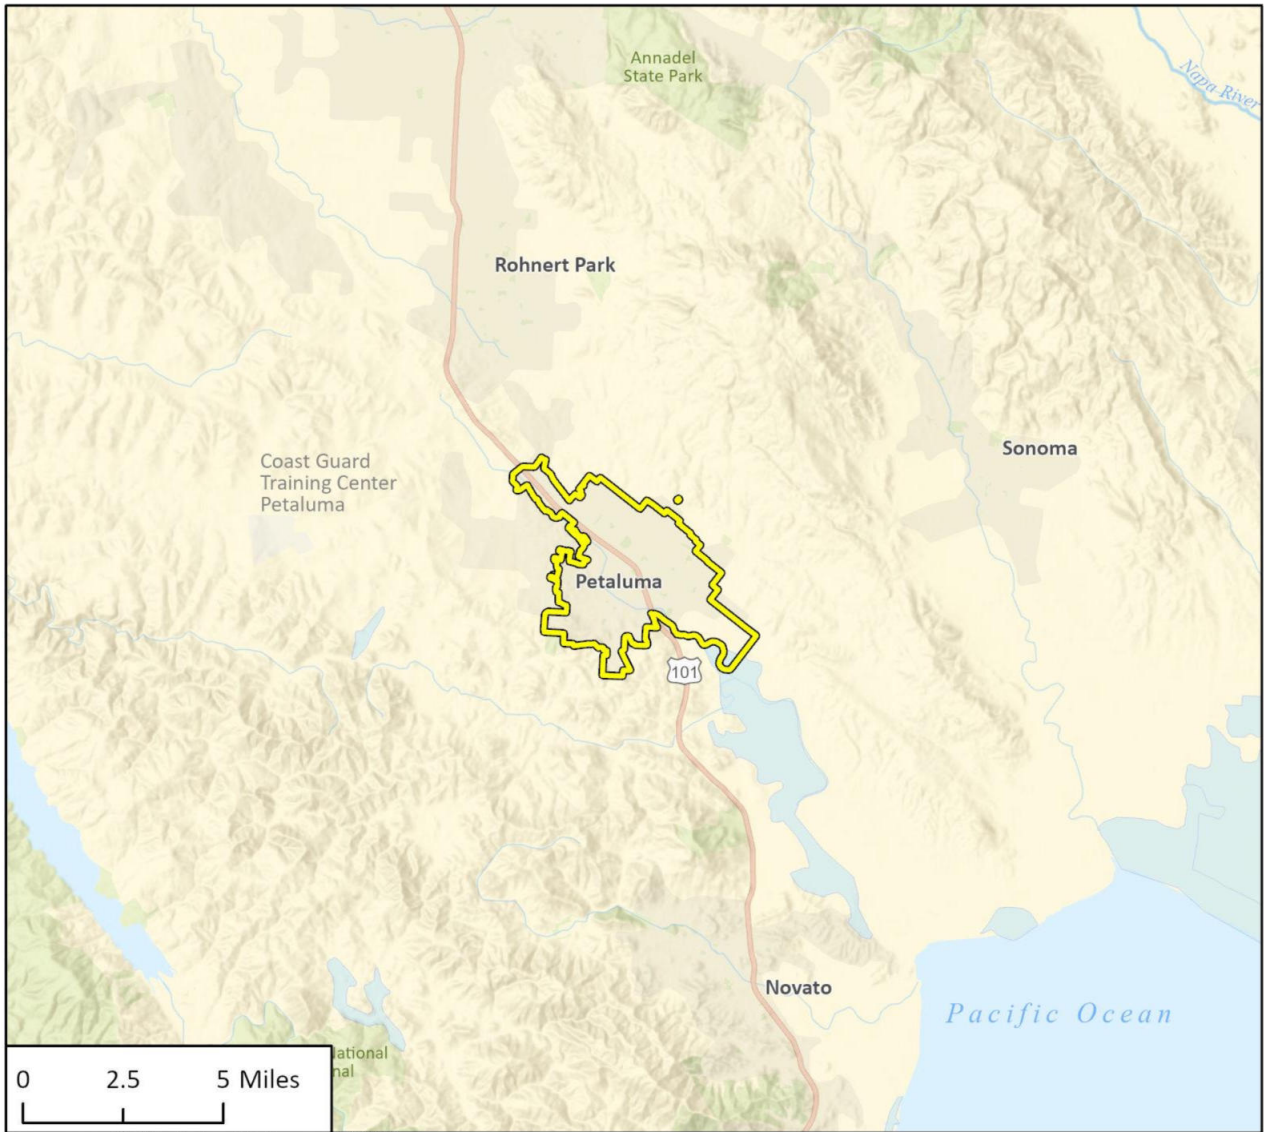 Annadel
State Park
Napa River
Rohnert Park
Sonoma
Coast Guard
Training Center
Petaluma
Petaluma
101
Novato
Pacific Ocean
0 2.5 5 Miles